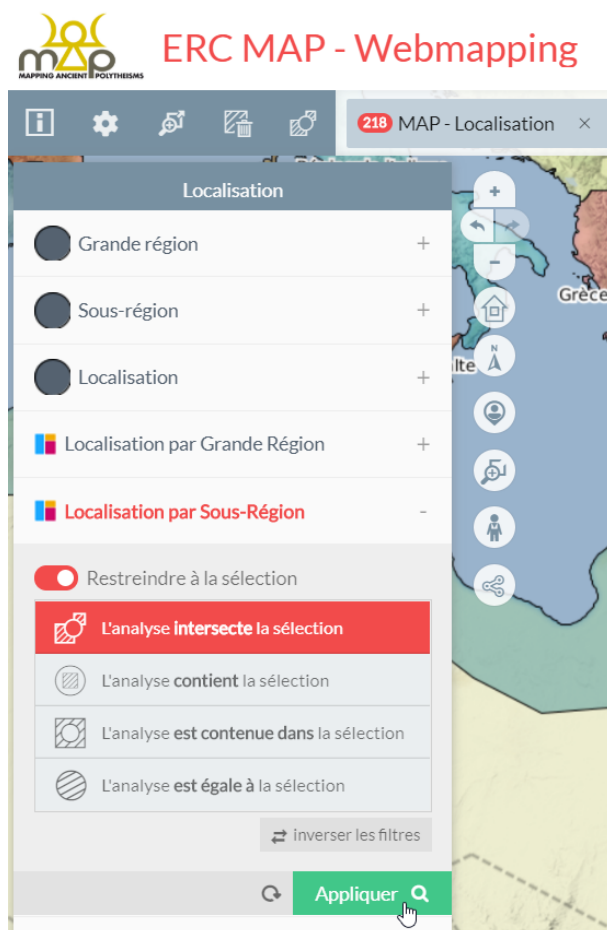 map
MAPPING ANCIENT POLYTHEISMS
ERC MAP - Webmapping
218 MAP - Localisation ×
Localisation
Grande région +
Sous-région +
Grèce
Localisation +
lte
N
Localisation par Grande Région +
Localisation par Sous-Région -
Restreindre à la sélection
L'analyse intersecte la sélection
L'analyse contient la sélection
L'analyse est contenue dans la sélection
L'analyse est égale à la sélection
inverser les filtres
Appliquer